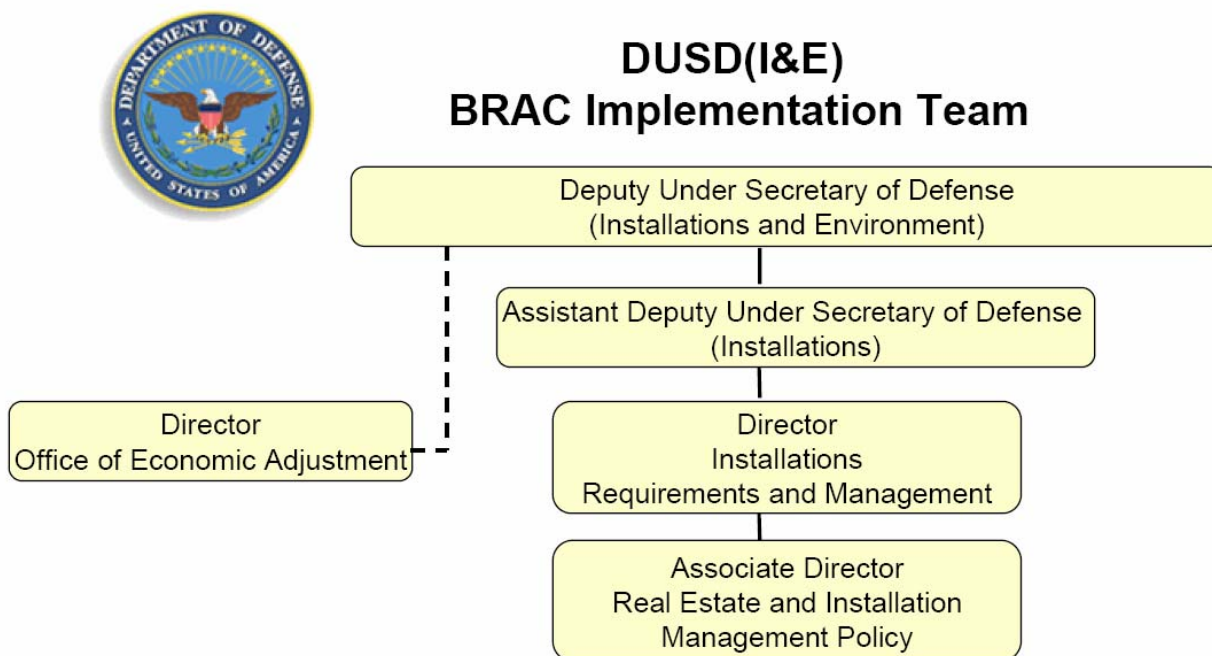 DEPARTMENT OF DEFENSE
UNITED STATES OF AMERICA
DUSD(I&E)
BRAC Implementation Team
Deputy Under Secretary of Defense
(Installations and Environment)
Assistant Deputy Under Secretary of Defense
(Installations)
Director
Office of Economic Adjustment
Director
Installations
Requirements and Management
Associate Director
Real Estate and Installation
Management Policy